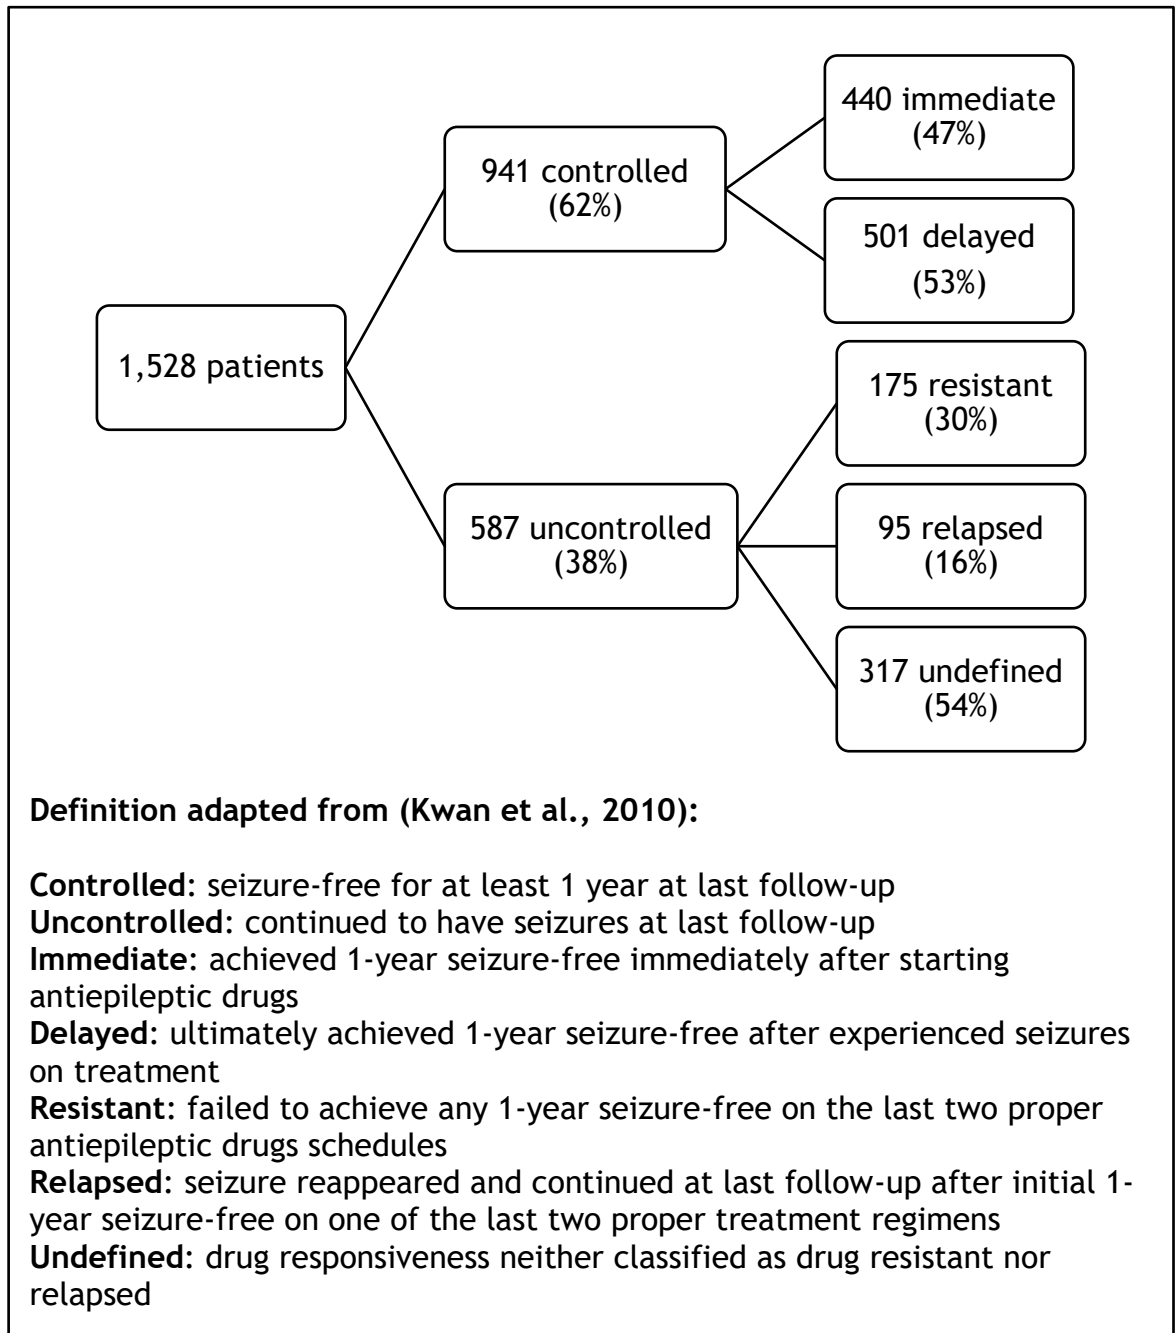 440 immediate
(47%)
941 controlled
(62%)
501 delayed
(53%)
1,528 patients
175 resistant
(30%)
587 uncontrolled
(38%)
95 relapsed
(16%)
317 undefined
(54%)
Definition adapted from (Kwan et al., 2010):
Controlled: seizure-free for at least 1 year at last follow-up
Uncontrolled: continued to have seizures at last follow-up
Immediate: achieved 1-year seizure-free immediately after starting
antiepileptic drugs
Delayed: ultimately achieved 1-year seizure-free after experienced seizures
on treatment
Resistant: failed to achieve any 1-year seizure-free on the last two proper
antiepileptic drugs schedules
Relapsed: seizure reappeared and continued at last follow-up after initial 1-
year seizure-free on one of the last two proper treatment regimens
Undefined: drug responsiveness neither classified as drug resistant nor
relapsed